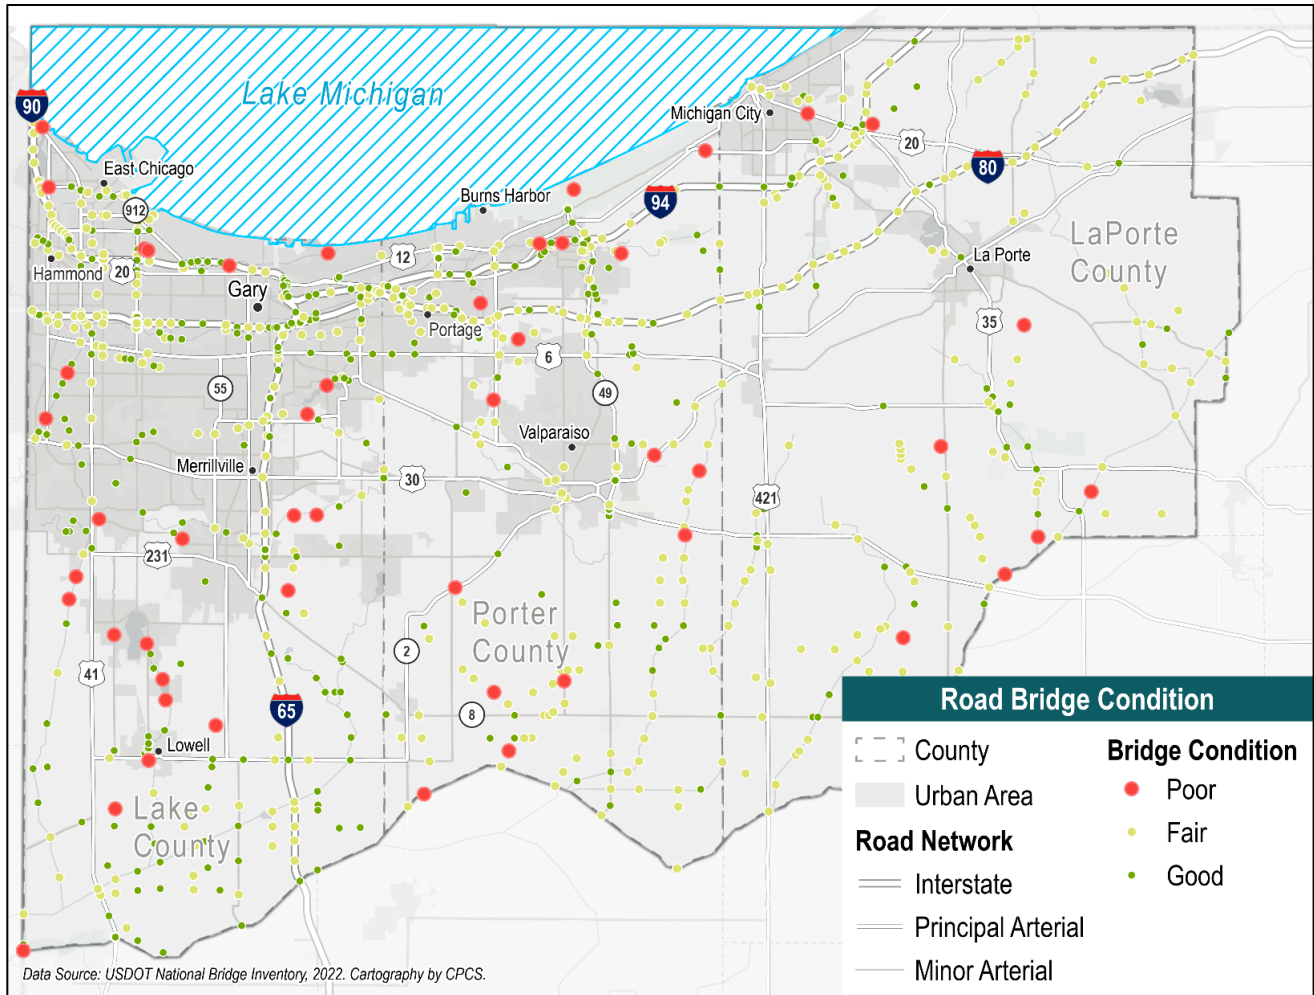 Lake Michigan
90
Michigan City
East Chicago
20
80
Burns Harbor
94
912
LaPorte
County
12
Hammond
20
La Porte
Gary
Portage
35
6
55
49
Valparaiso
Merrillville
30
421
231
Porter
County
2
41
65
8
Lowell
Lake
County
Road Bridge Condition
County
Urban Area
Road Network
Interstate
Principal Arterial
Minor Arterial
Bridge Condition
Poor
Fair
Good
Data Source: USDOT National Bridge Inventory, 2022. Cartography by CPCS.